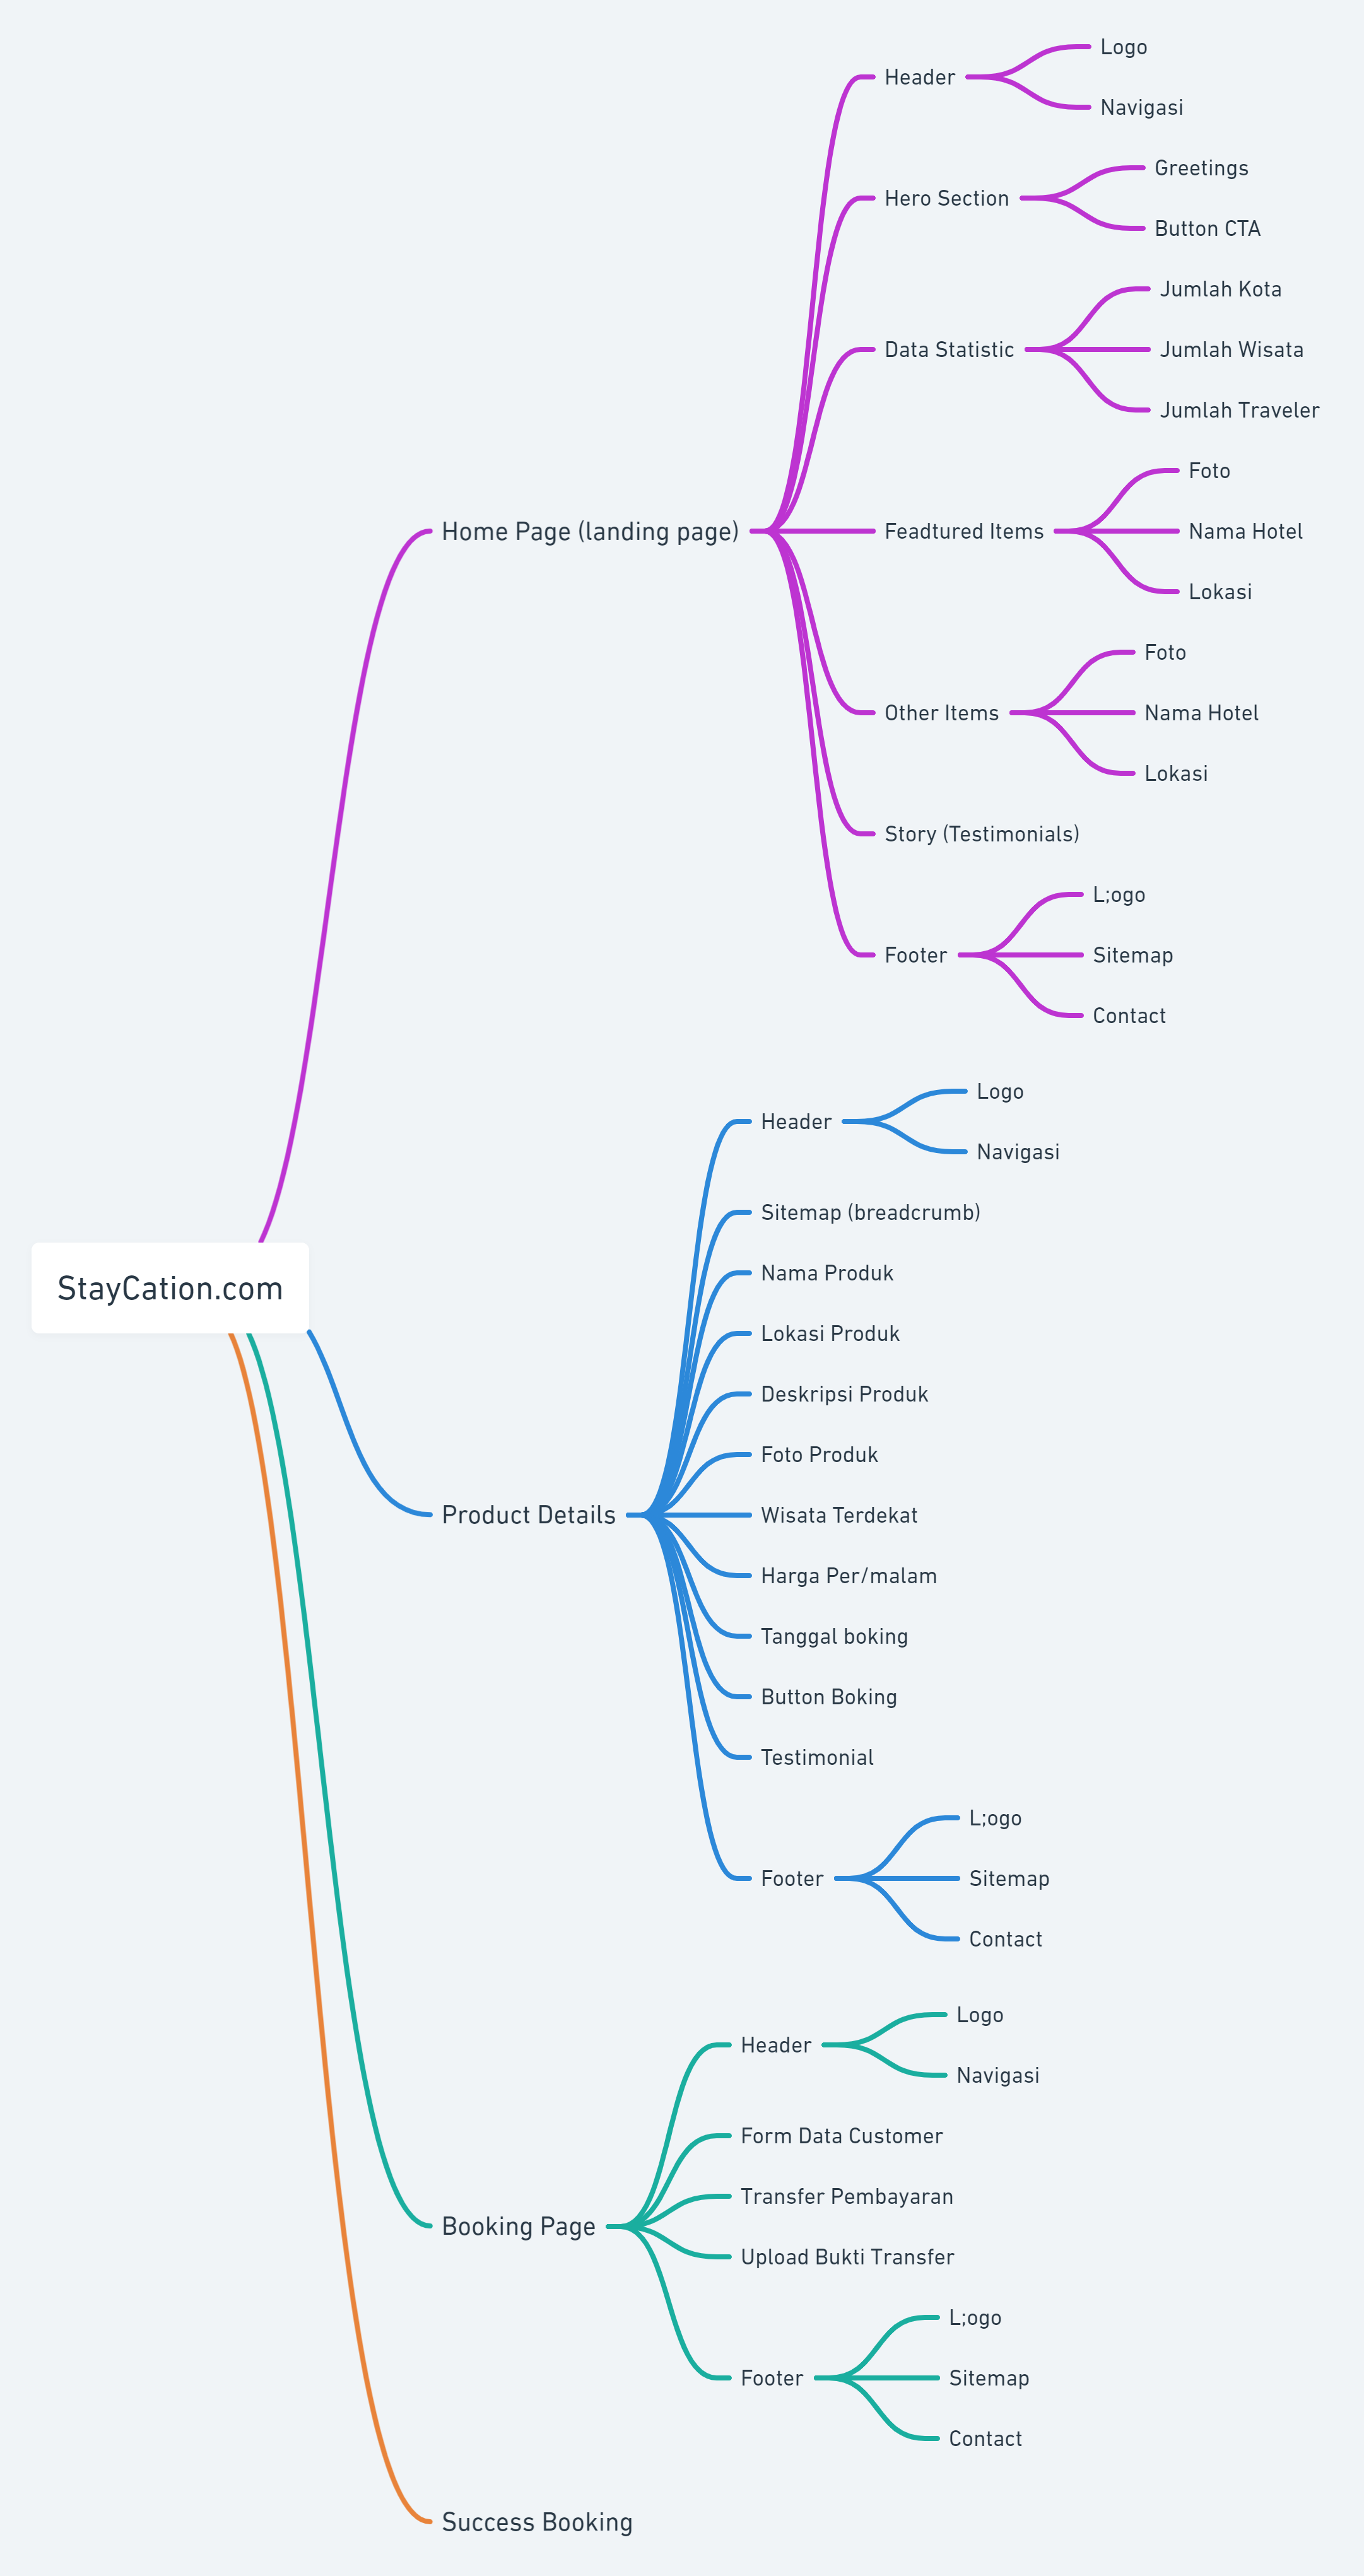 StayCation.com
Home Page (landing page)
Header
Logo
Navigasi
Hero Section
Greetings
Button CTA
Data Statistic
Jumlah Kota
Jumlah Wisata
Jumlah Traveler
Feadtured Items
Foto
Nama Hotel
Lokasi
Other Items
Foto
Nama Hotel
Lokasi
Story (Testimonials)
Footer
L;ogo
Sitemap
Contact
Product Details
Header
Logo
Navigasi
Sitemap (breadcrumb)
Nama Produk
Lokasi Produk
Deskripsi Produk
Foto Produk
Wisata Terdekat
Harga Per/malam
Tanggal boking
Button Boking
Testimonial
Footer
L;ogo
Sitemap
Contact
Booking Page
Header
Logo
Navigasi
Form Data Customer
Transfer Pembayaran
Upload Bukti Transfer
Footer
L;ogo
Sitemap
Contact
Success Booking